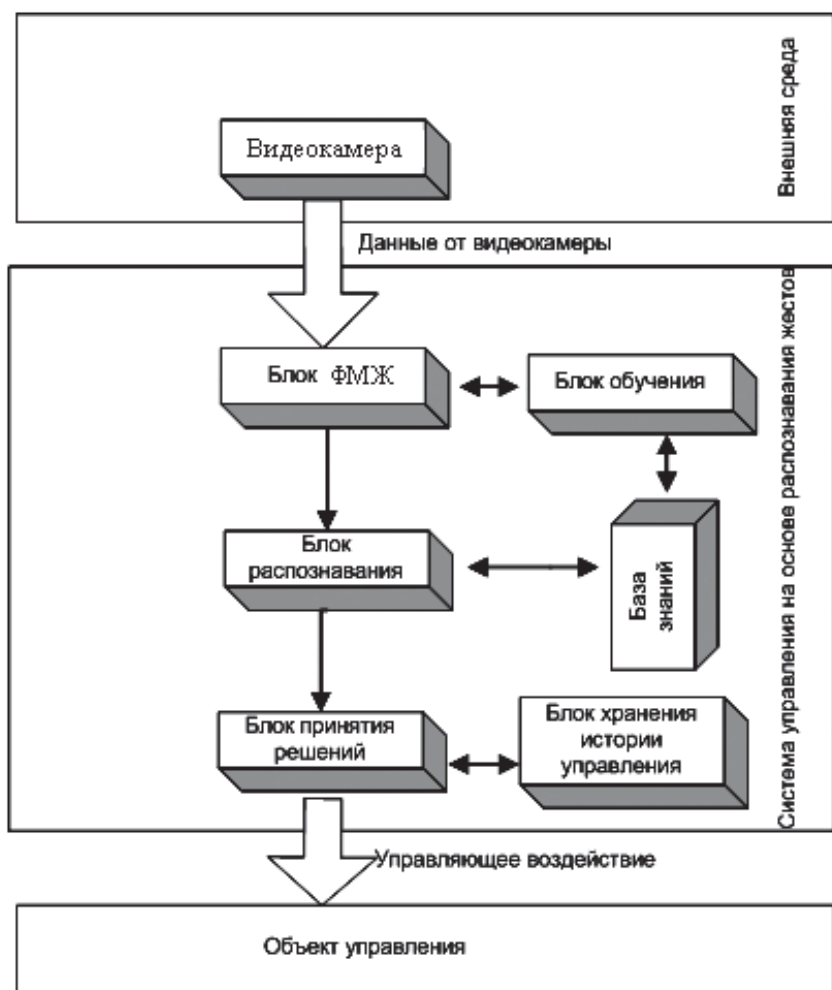 Внешняя среда
Видеокамера
Данные от видеокамеры
Система управления на основе распознавания жестов
Блок ФМЖ
Блок обучения
Блок
распознавания
База
знаний
Блок принятия
решений
Блок хранения
истории
управления
Управляющее воздействие
Объект управления